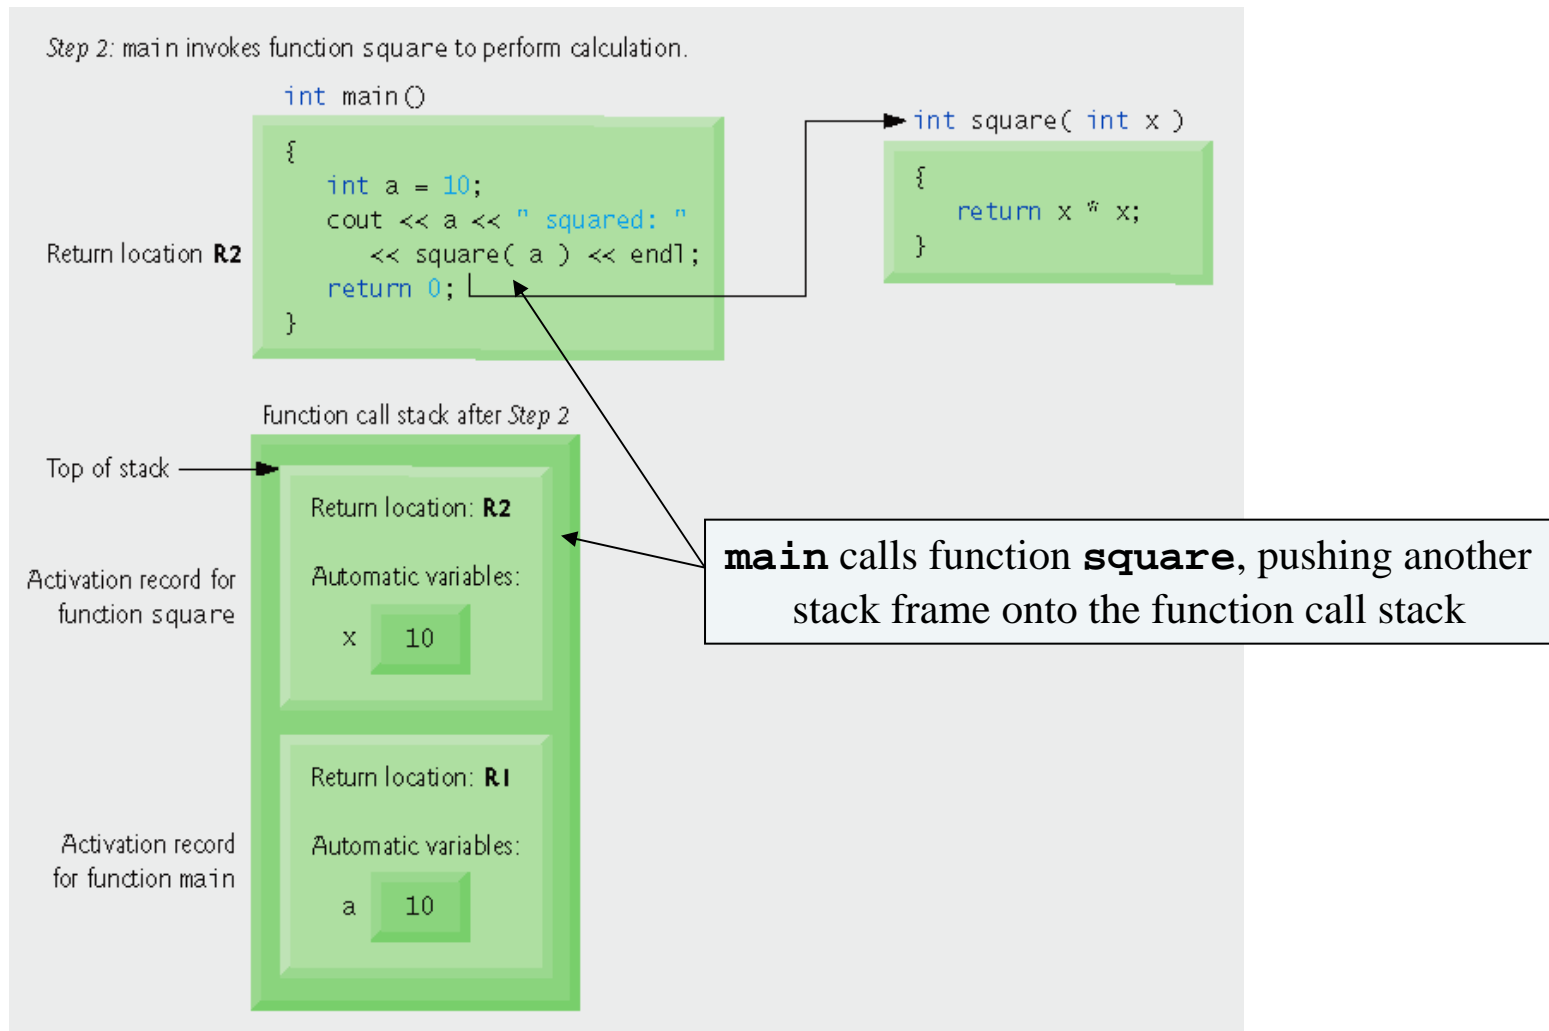 Step 2: main invokes function square to perform calculation.
int main()
{
int a = 10;
cout << a << " squared: "
<< square( a ) << endl;
return 0;
}
Return location R2
int square( int x )
{
return x * x;
}
Function call stack after Step 2
Top of stack
Return location: R2
Automatic variables:
x 10
Activation record for
function square
main calls function square, pushing another
stack frame onto the function call stack
Return location: R1
Automatic variables:
a 10
Activation record
for function main